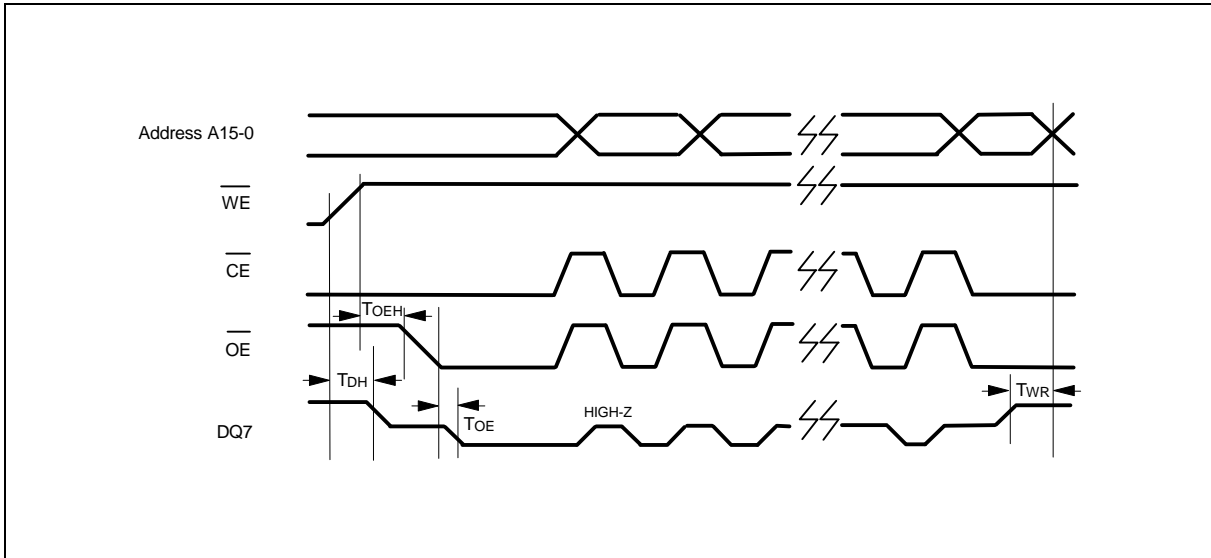 Address A15-0
WE
CE
TOEH
OE
TDH
TOE
HIGH-Z
TWR
DQ7